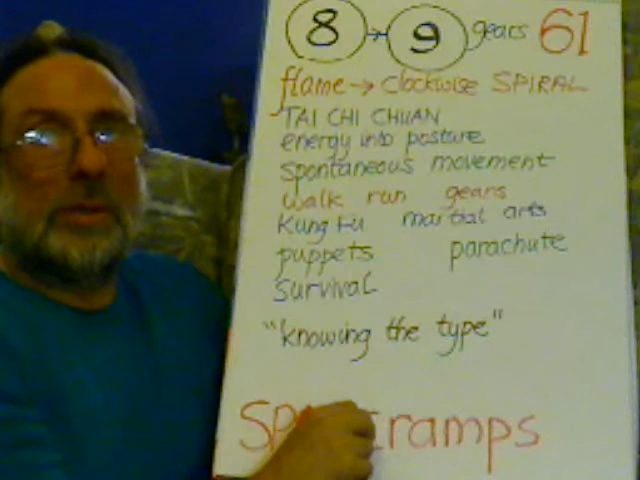 8 → 9 gears 61
flame → clockwise SPIRAL
TAI CHI CHUAN
energy into posture
spontaneous movement
walk run gears
Kung Fu martial arts
puppets parachute
survival
"knowing the type"